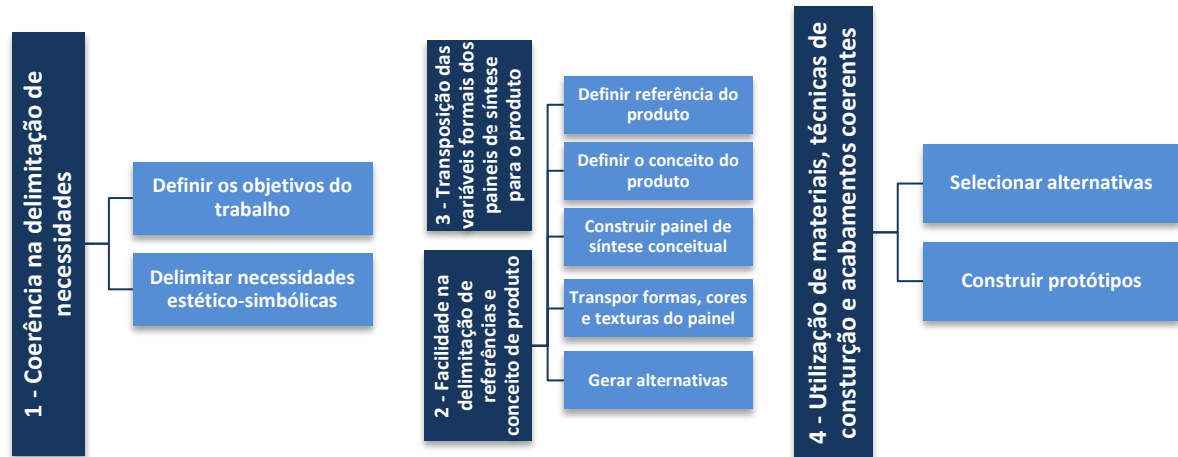 1 - Coerência na delimitação de
necessidades
Definir os objetivos do
trabalho
Delimitar necessidades
estético-simbólicas
3 - Transposição das
variáveis formais dos
paineis de síntese
para o produto
2 - Facilidade na
delimitação de
referências e
conceito de produto
Definir referência do
produto
Definir o conceito do
produto
Construir painel de
síntese conceitual
Transpor formas, cores
e texturas do painel
Gerar alternativas
4 - Utilização de materiais, técnicas de
consturção e acabamentos coerentes
Selecionar alternativas
Construir protótipos